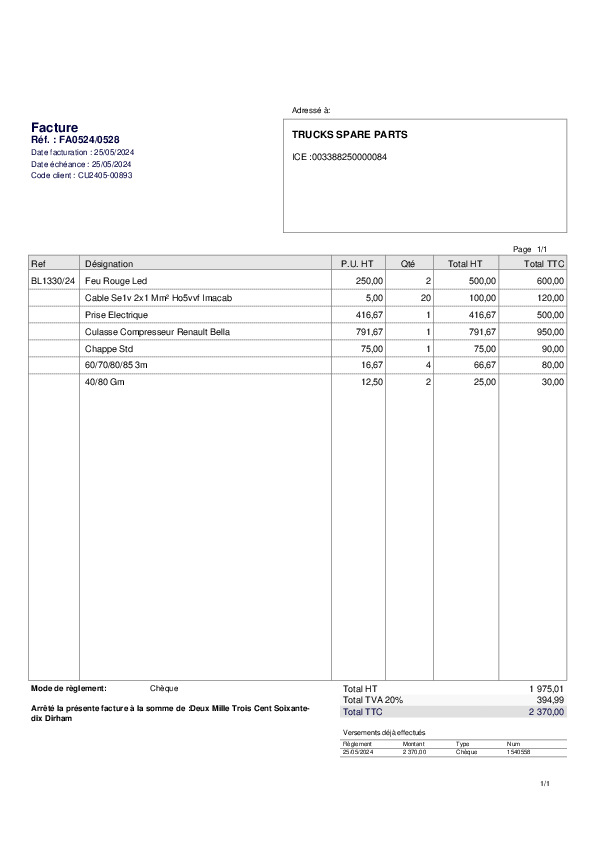 Adressé à:
Facture
Réf. : FA0524/0528
Date facturation : 25/05/2024
Date échéance : 25/05/2024
Code client : CU2405-00893
TRUCKS SPARE PARTS
ICE :003388250000084
Page 1/1
Ref Désignation P.U. HT Qté Total HT Total TTC
BL1330/24 Feu Rouge Led 250,00 2 500,00 600,00
Cable Se1v 2x1 Mm² Ho5vvf Imacab 5,00 20 100,00 120,00
Prise Electrique 416,67 1 416,67 500,00
Culasse Compresseur Renault Bella 791,67 1 791,67 950,00
Chappe Std 75,00 1 75,00 90,00
60/70/80/85 3m 16,67 4 66,67 80,00
40/80 Gm 12,50 2 25,00 30,00
Mode de règlement: Chèque
Total HT 1 975,01
Total TVA 20% 394,99
Total TTC 2 370,00
Arrêté la présente facture à la somme de :Deux Mille Trois Cent Soixante-
dix Dirham
Versements déjà effectués
Règlement Montant Type Num
25/05/2024 2 370,00 Chèque 1540558
1/1